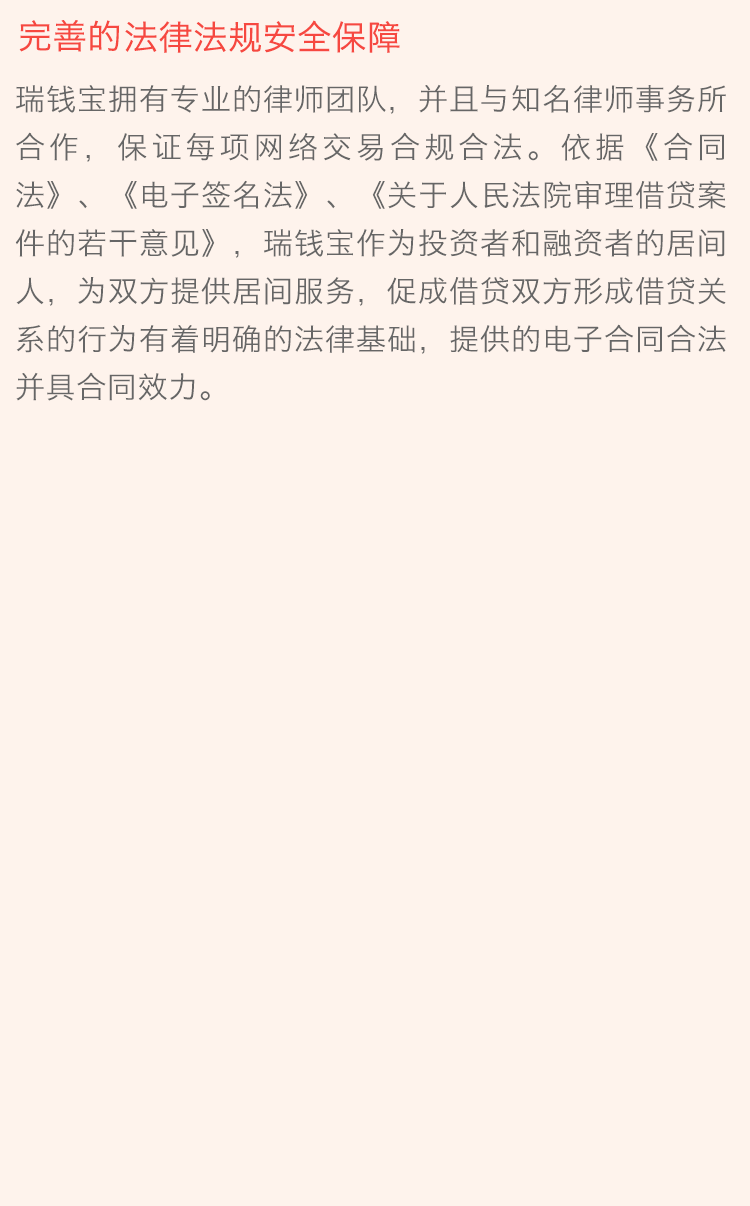 完善的法律法规安全保障
瑞钱宝拥有专业的律师团队，并且与知名律师事务所
合作，保证每项网络交易合规合法。依据《合同
法》、《电子签名法》、《关于人民法院审理借贷案
件的若干意见》，瑞钱宝作为投资者和融资者的居间
人，为双方提供居间服务，促成借贷双方形成借贷关
系的行为有着明确的法律基础，提供的电子合同合法
并具合同效力。